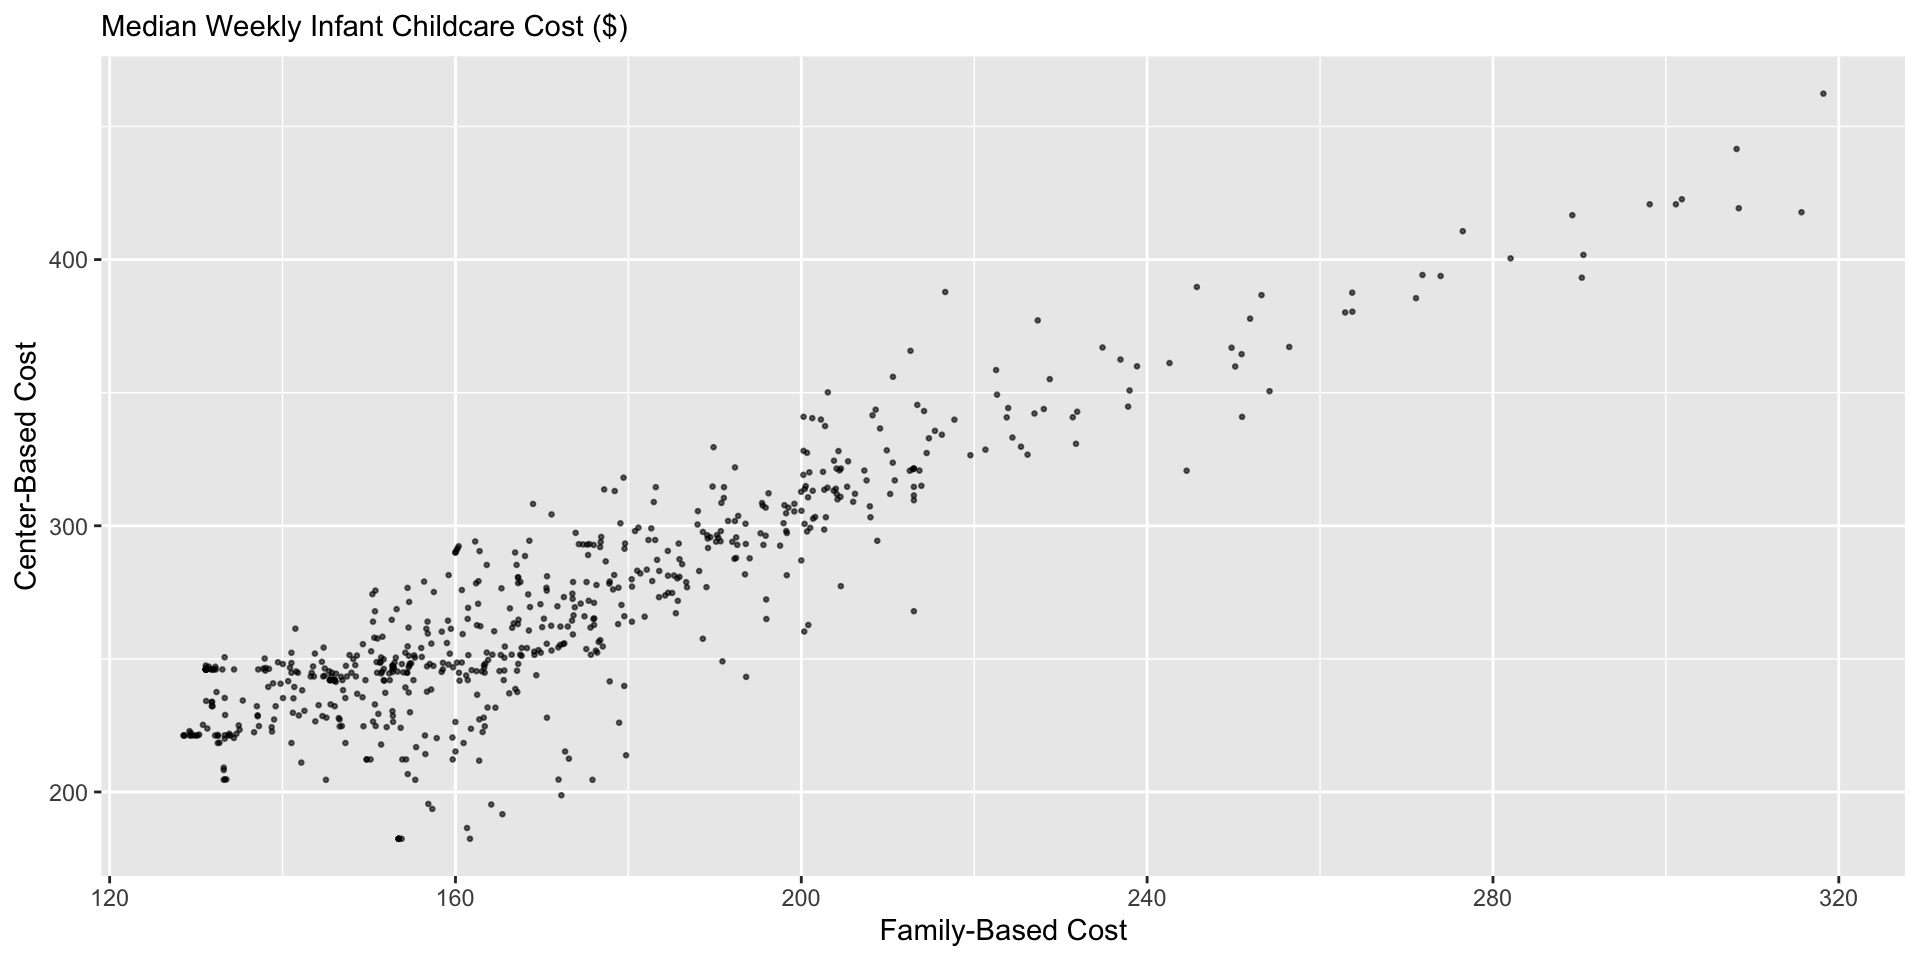 Median Weekly Infant Childcare Cost ($)
Center-Based Cost
400
300
200
120 160 200 240 280 320
Family-Based Cost